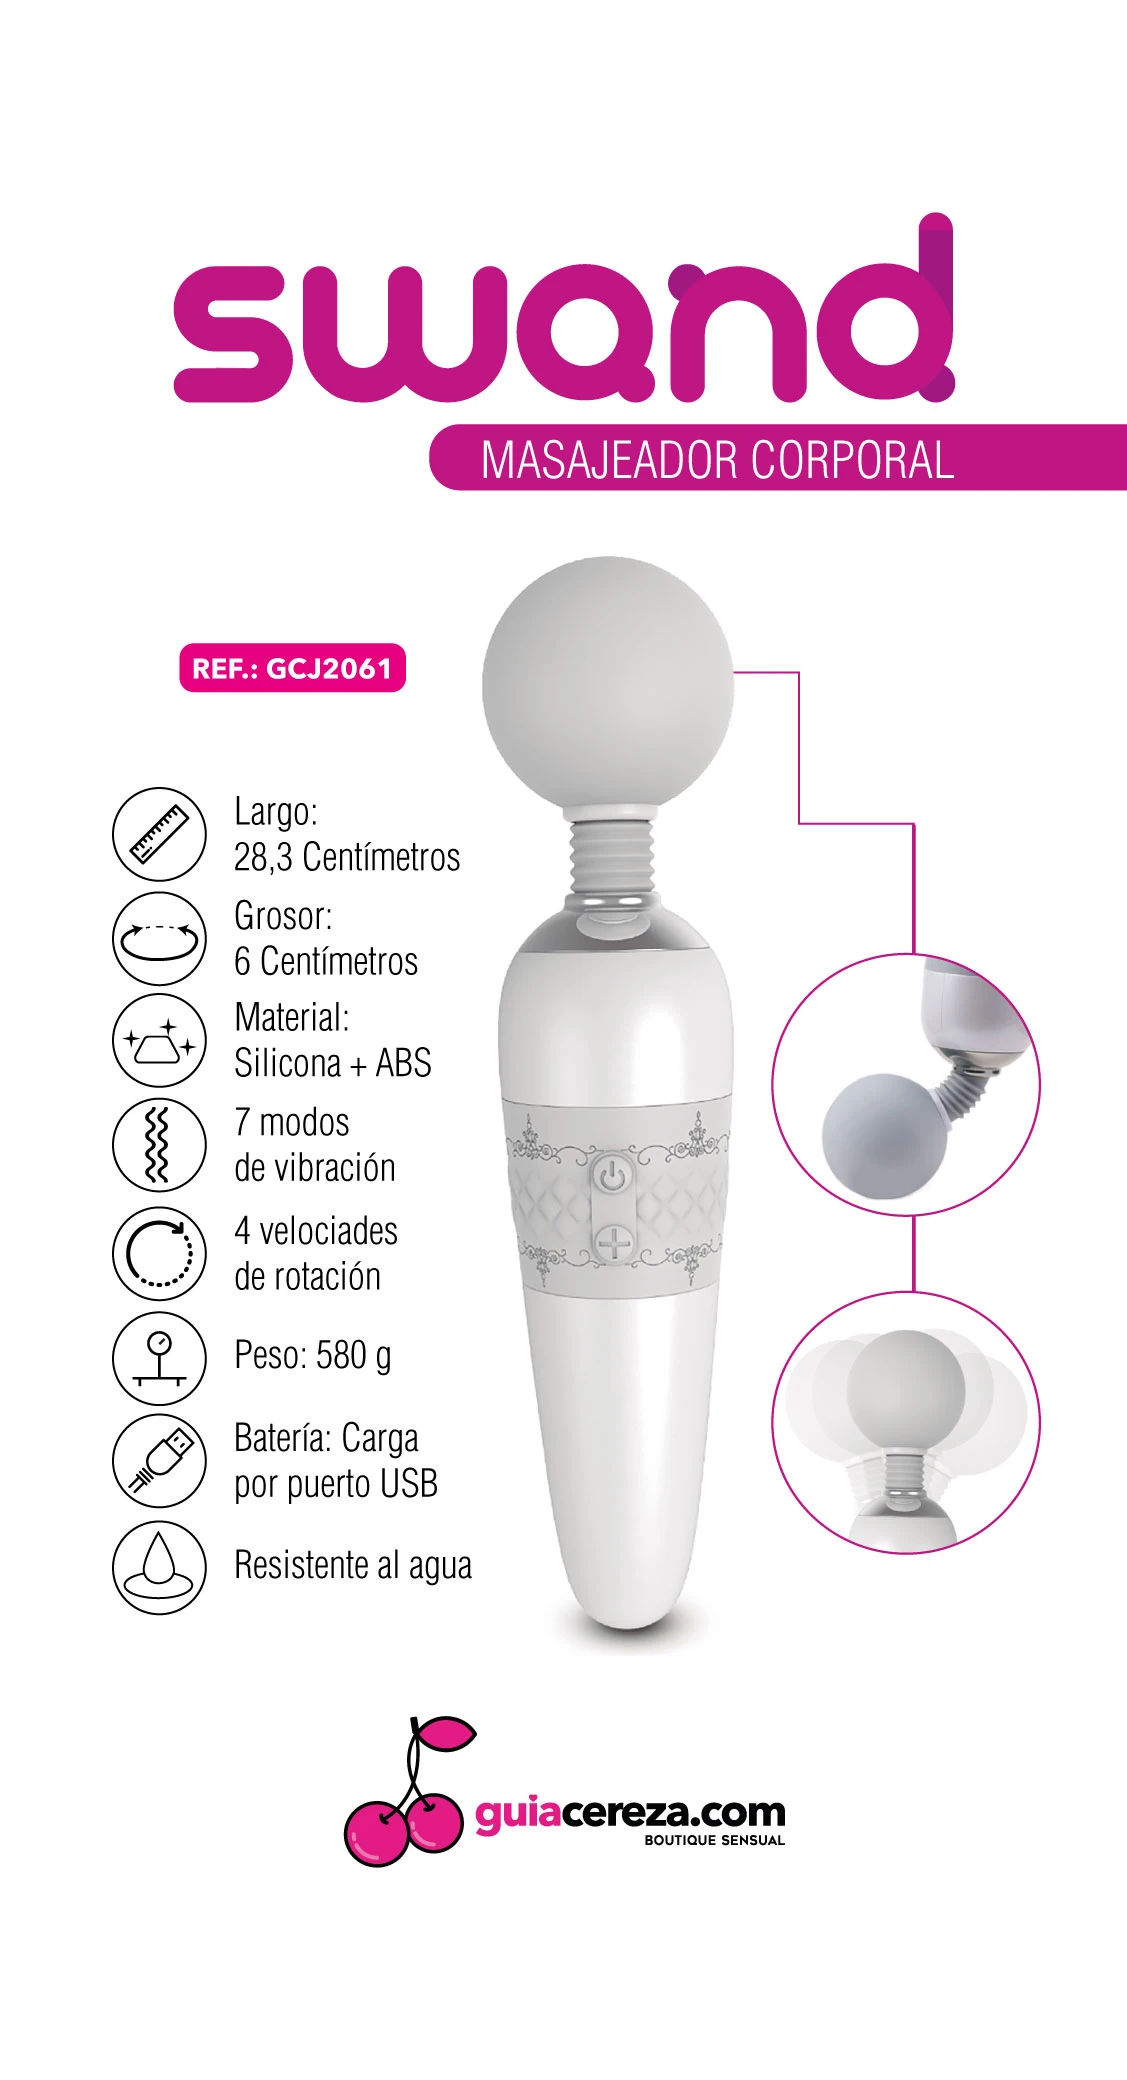 swand
MASAJEADOR CORPORAL
REF.: GCJ2061
Largo:
28,3 Centímetros
Grosor:
6 Centímetros
Material:
Silicona + ABS
7 modos
de vibración
4 velociades
de rotación
Peso: 580 g
Batería: Carga
por puerto USB
Resistente al agua
guiacereza.com
BOUTIQUE SENSUAL